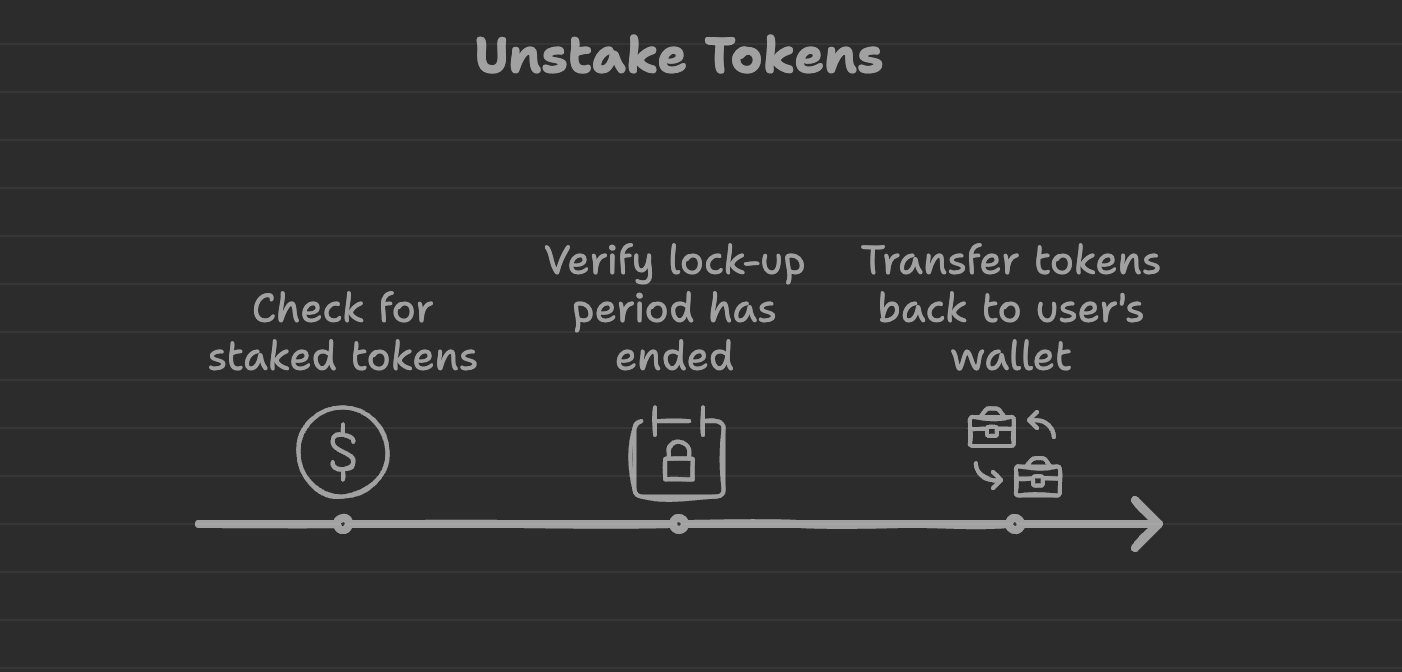 Unstake Tokens
Check for
staked tokens
Verify lock-up
period has
ended
Transfer tokens
back to user's
wallet
$